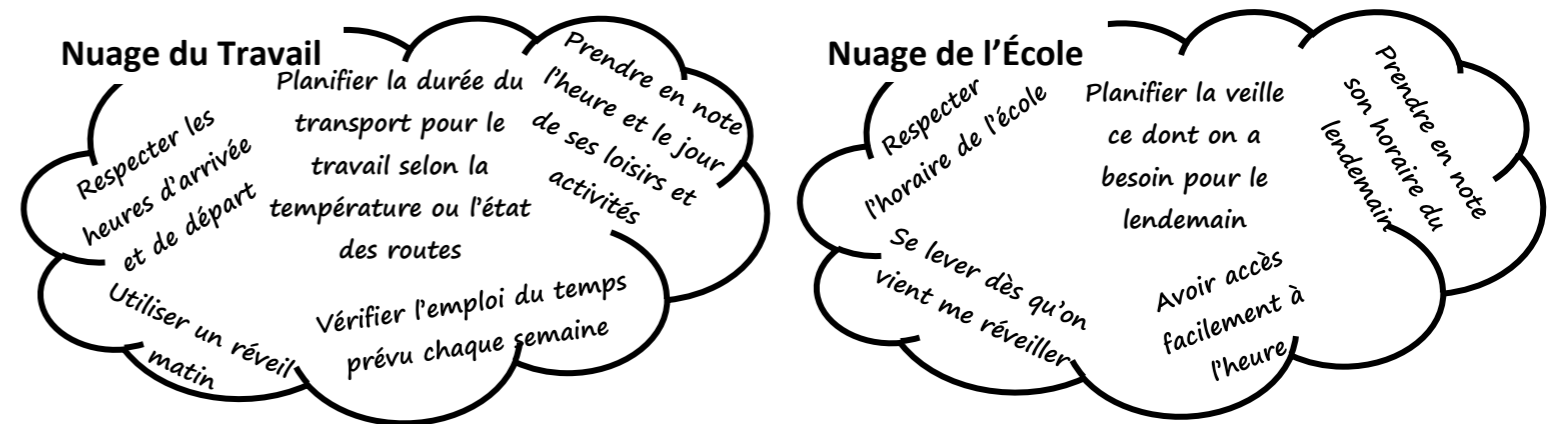 Nuage du Travail
Respecter les
heures d'arrivée
et de départ
Planifier la durée du
transport pour le
travail selon la
température ou l'état
des routes
Prendre en note
l'heure et le jour
de ses loisirs et
activités
Utiliser un réveil
matin
Vérifier l'emploi du temps
prévu chaque semaine
Nuage de l'École
Respecter
l'horaire de l'école
Planifier la veille
ce dont on a
besoin pour le
lendemain
Prendre en note
son horaire du
lendemain
Se lever dès qu'on
vient me réveiller
Avoir accès
facilement à
l'heure